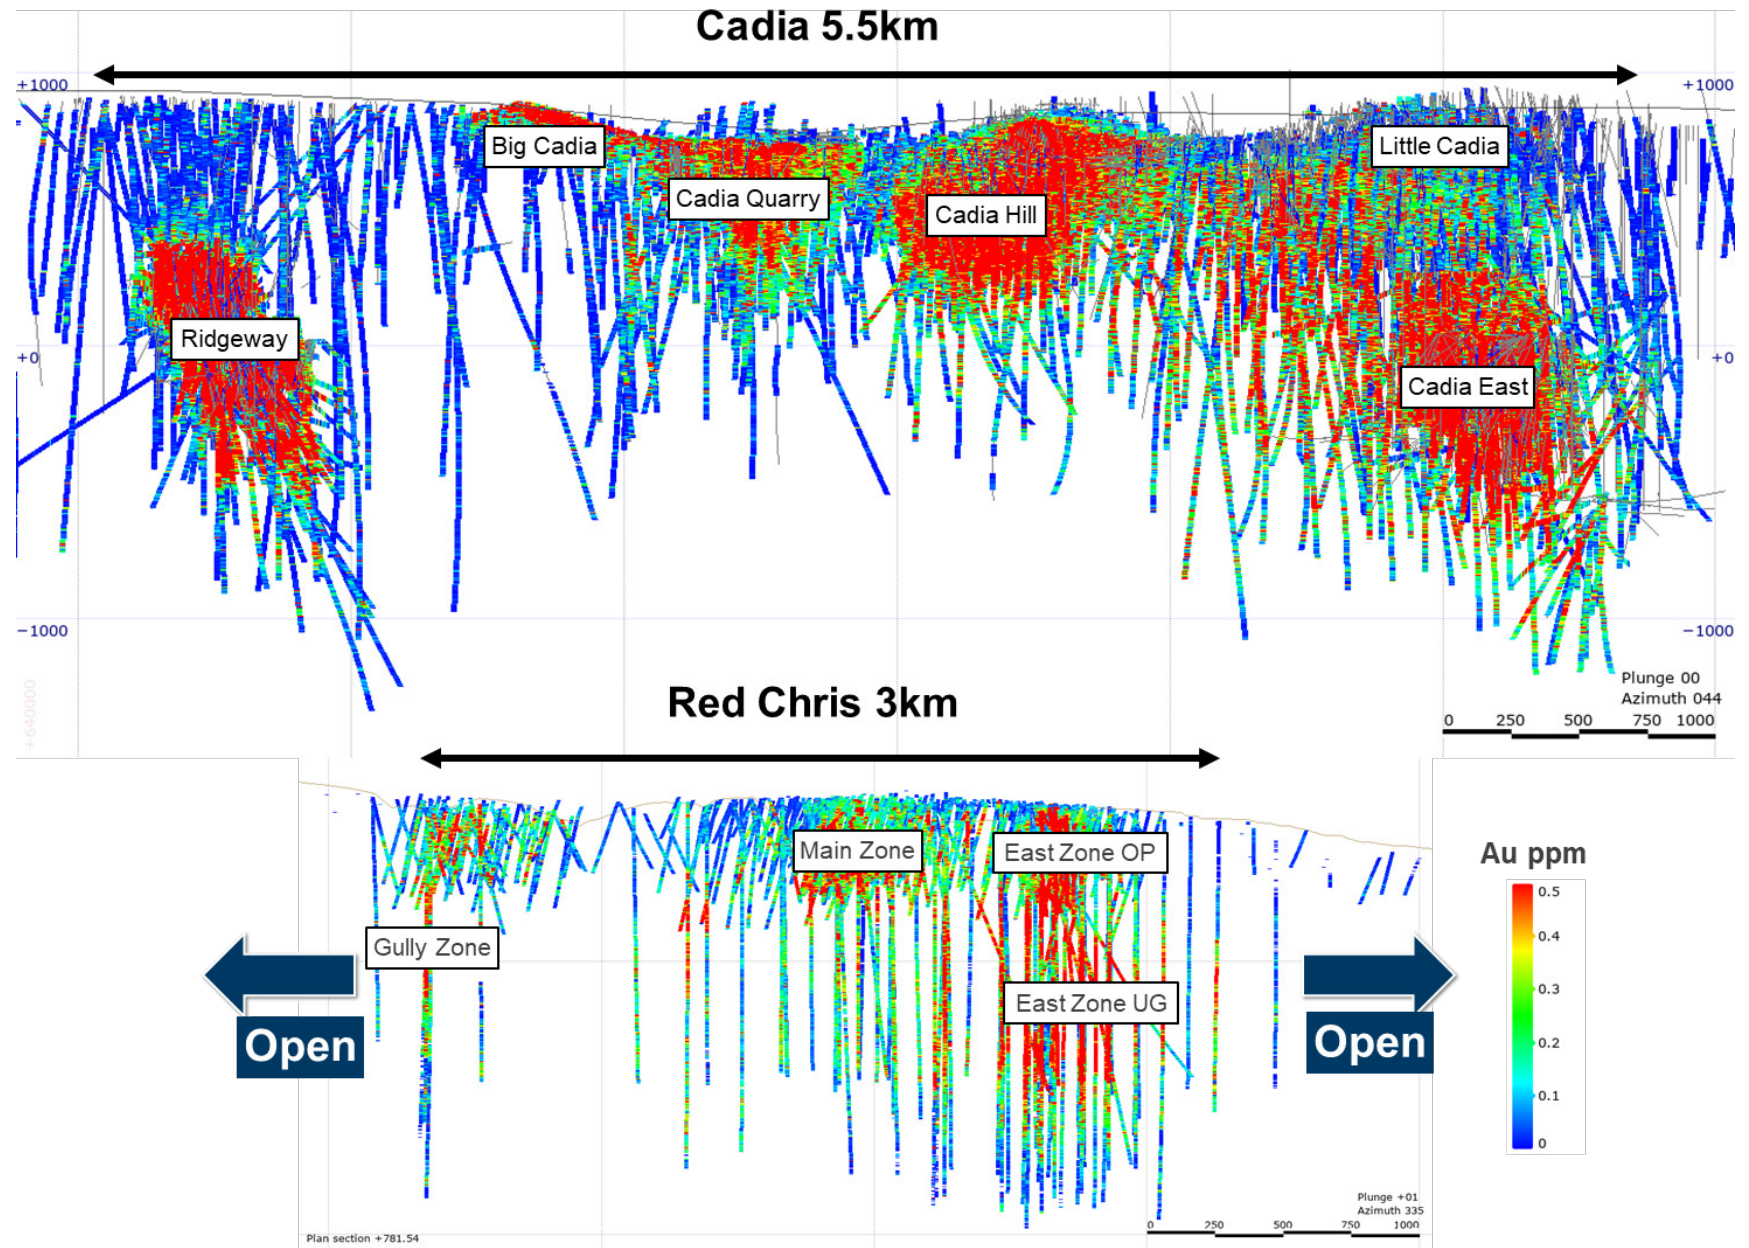 Cadia 5.5km
+1000
+1000
Big Cadia
Little Cadia
Cadia Quarry
Cadia Hill
Ridgeway
+0
+0
Cadia East
-1000
-1000
+640000
Plunge 00
Azimuth 044
0 250 500 750 1000
Red Chris 3km
Main Zone
East Zone OP
Au ppm
0.5
0.4
0.3
0.2
0.1
0
Gully Zone
East Zone UG
Open
Open
Plunge +01
Azimuth 335
0 250 500 750 1000
Plan section +781.54